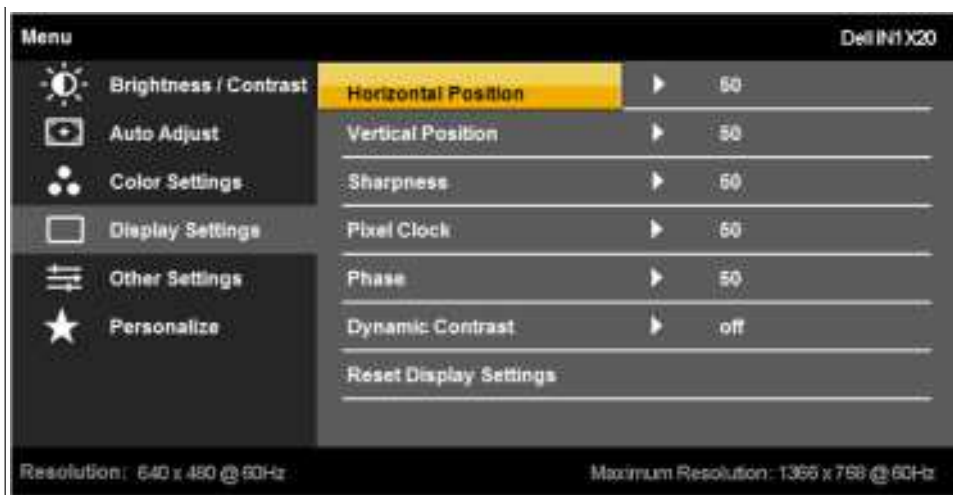 Menu Dell IN1X20
Brightness / Contrast
Auto Adjust
Color Settings
Display Settings
Other Settings
Personalize
Horizontal Position 50
Vertical Position 50
Sharpness 50
Pixel Clock 50
Phase 50
Dynamic Contrast off
Reset Display Settings
Resolution: 640 x 480 @ 60Hz Maximum Resolution: 1366 x 768 @ 60Hz